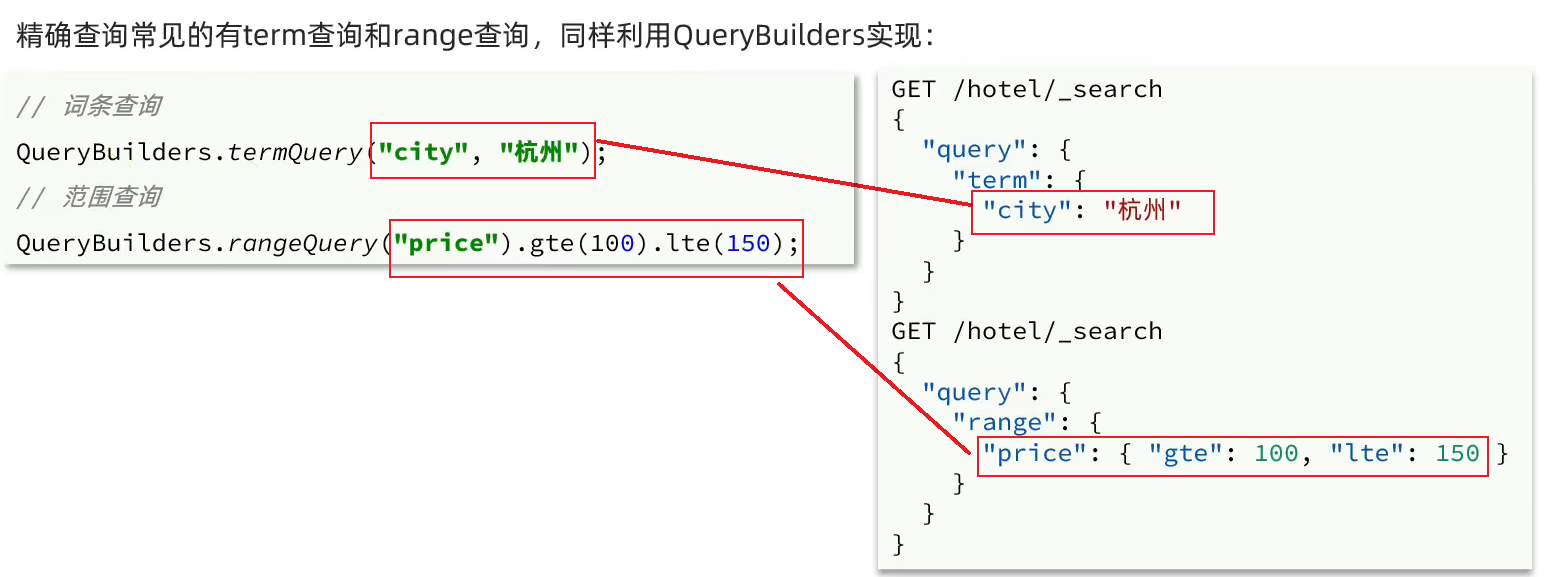 精确查询常见的有term查询和range查询，同样利用QueryBuilders实现：
// 词条查询
QueryBuilders.termQuery("city", "杭州");
// 范围查询
QueryBuilders.rangeQuery("price").gte(100).lte(150);
GET /hotel/_search
{
  "query": {
    "term": {
      "city": "杭州"
    }
  }
}
GET /hotel/_search
{
  "query": {
    "range": {
      "price": { "gte": 100, "lte": 150 }
    }
  }
}